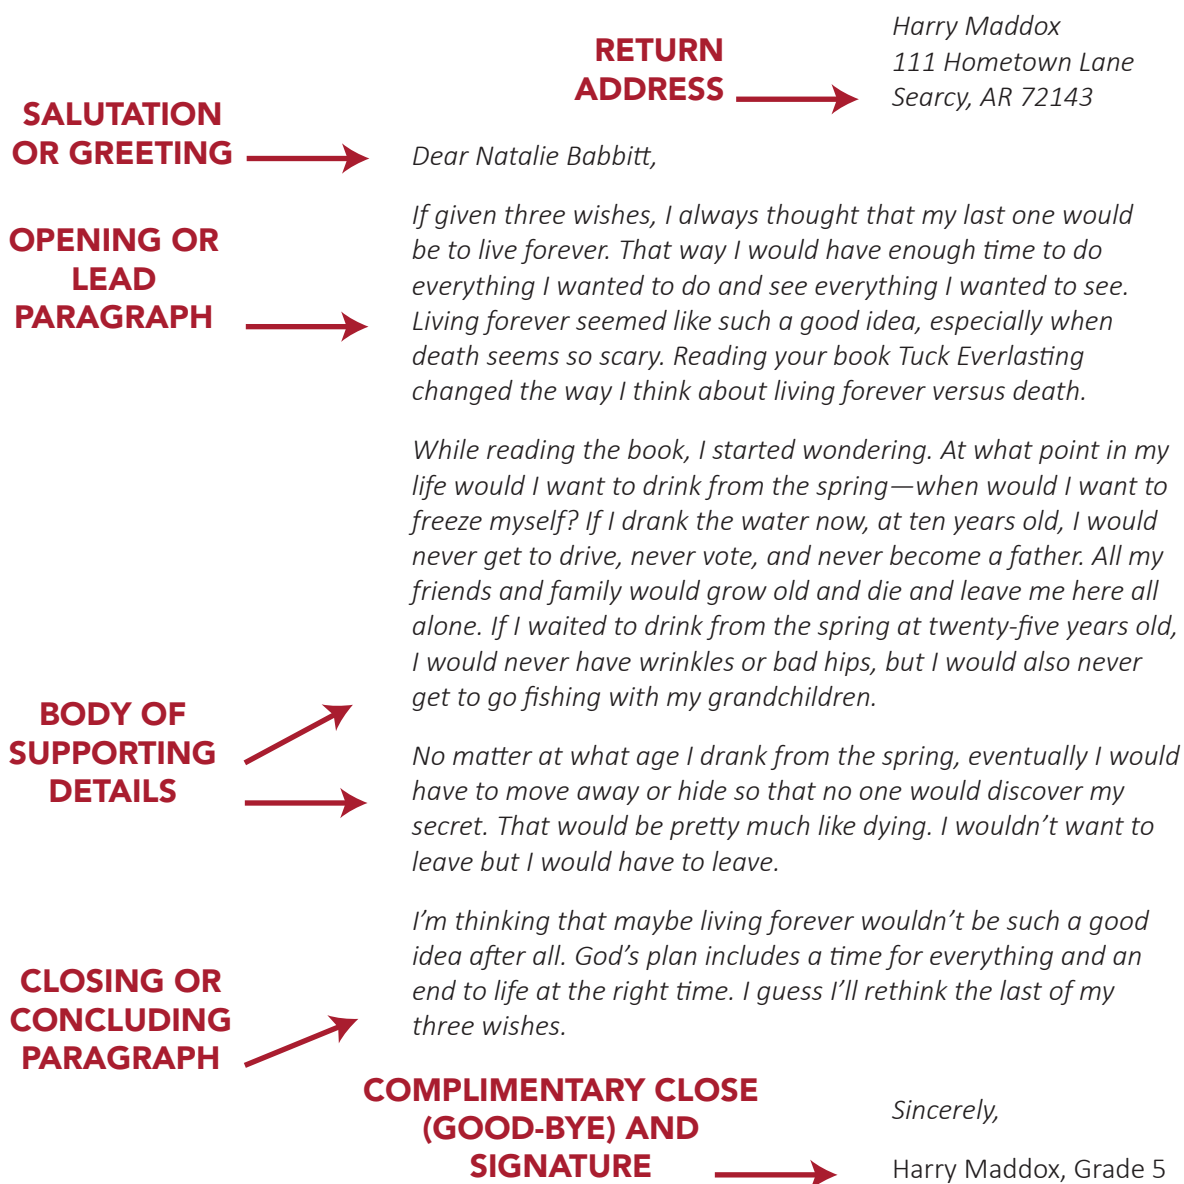 RETURN
ADDRESS
Harry Maddox
111 Hometown Lane
Searcy, AR 72143
SALUTATION
OR GREETING
Dear Natalie Babbitt,
OPENING OR
LEAD
PARAGRAPH
If given three wishes, I always thought that my last one would
be to live forever. That way I would have enough time to do
everything I wanted to do and see everything I wanted to see.
Living forever seemed like such a good idea, especially when
death seems so scary. Reading your book Tuck Everlasting
changed the way I think about living forever versus death.
While reading the book, I started wondering. At what point in my
life would I want to drink from the spring—when would I want to
freeze myself? If I drank the water now, at ten years old, I would
never get to drive, never vote, and never become a father. All my
friends and family would grow old and die and leave me here all
alone. If I waited to drink from the spring at twenty-five years old,
I would never have wrinkles or bad hips, but I would also never
get to go fishing with my grandchildren.
BODY OF
SUPPORTING
DETAILS
No matter at what age I drank from the spring, eventually I would
have to move away or hide so that no one would discover my
secret. That would be pretty much like dying. I wouldn’t want to
leave but I would have to leave.
CLOSING OR
CONCLUDING
PARAGRAPH
I’m thinking that maybe living forever wouldn’t be such a good
idea after all. God’s plan includes a time for everything and an
end to life at the right time. I guess I’ll rethink the last of my
three wishes.
COMPLIMENTARY CLOSE
(GOOD-BYE) AND
SIGNATURE
Sincerely,
Harry Maddox, Grade 5